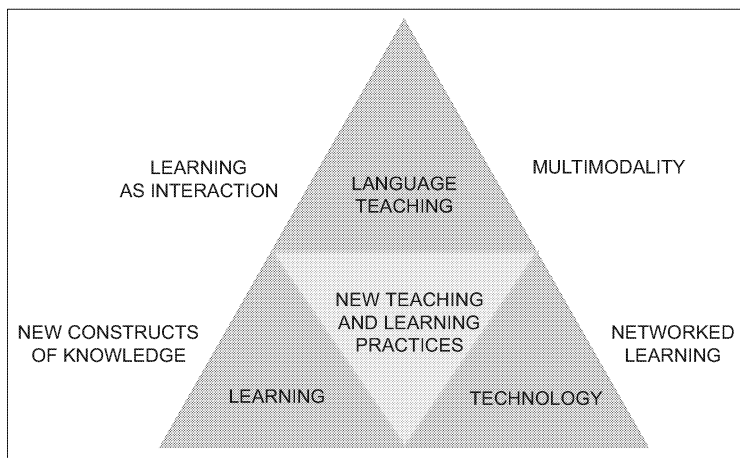 LEARNING
AS INTERACTION
MULTIMODALITY
LANGUAGE
TEACHING
NEW TEACHING
AND LEARNING
PRACTICES
NEW CONSTRUCTS
OF KNOWLEDGE
NETWORKED
LEARNING
LEARNING
TECHNOLOGY